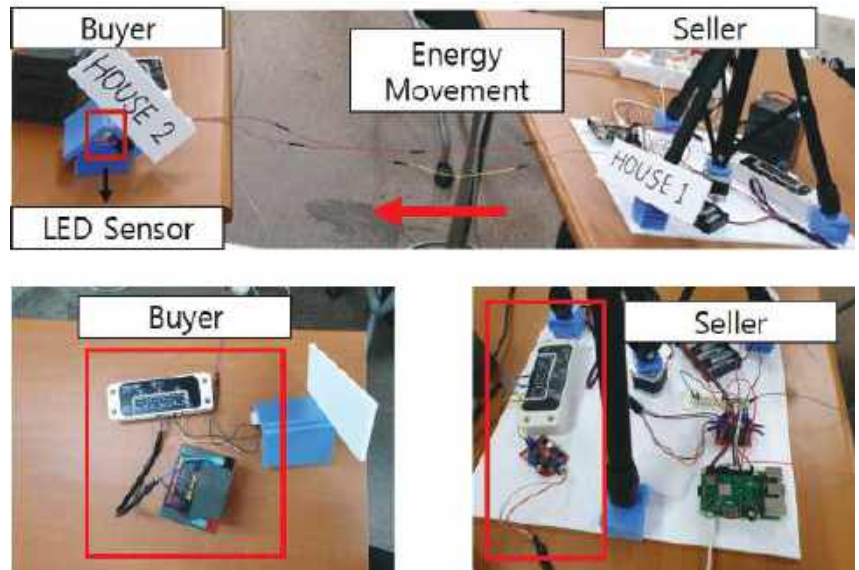 Buyer
Energy
Movement
Seller
HOUSE 2
HOUSE 1
LED Sensor
Buyer
Seller